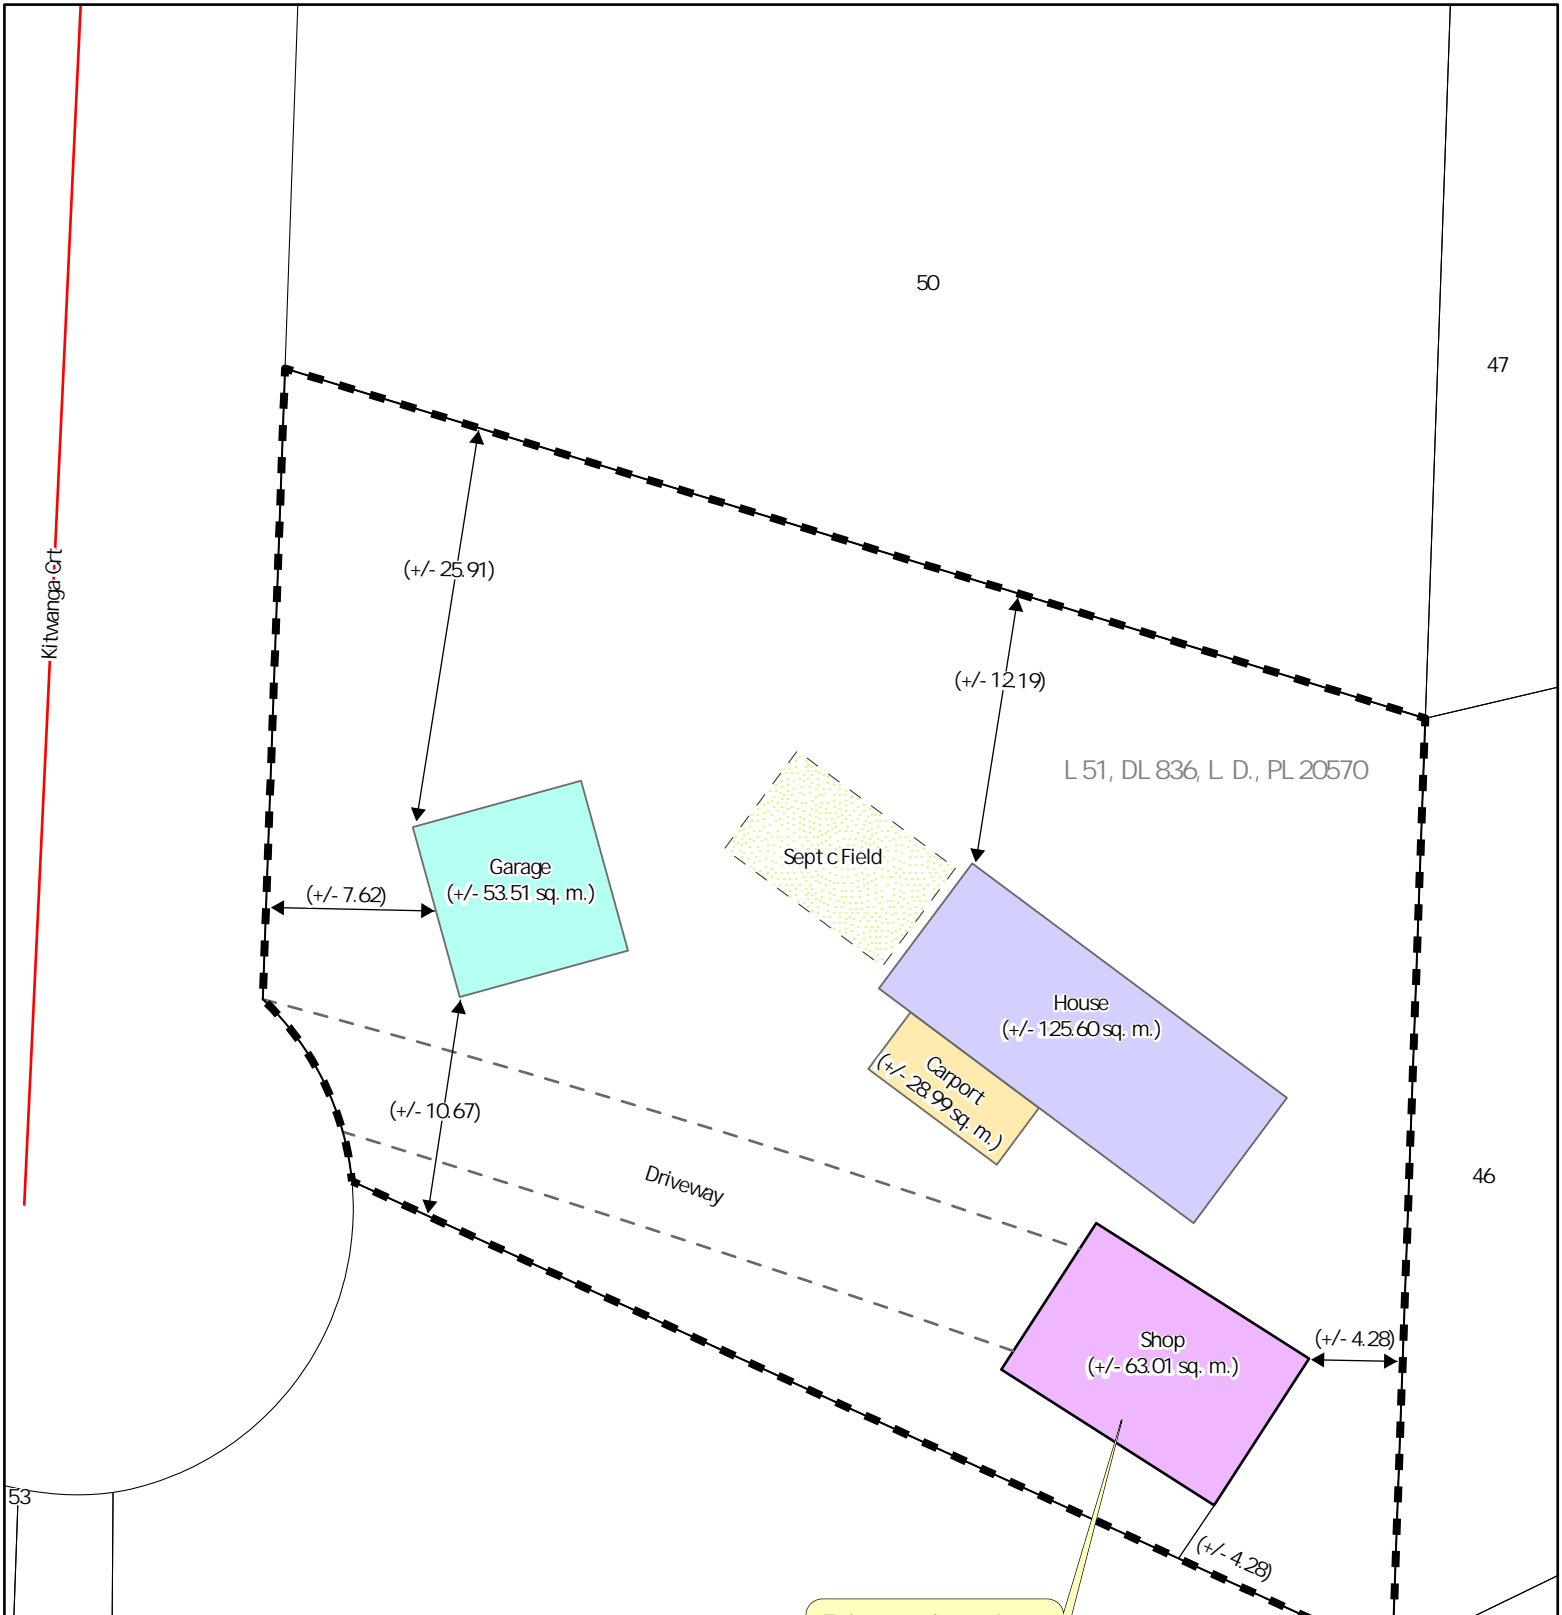 50
47
Kitwanga Crt
(+/- 25.91)
(+/- 12.19)
L 51, DL 836, L. D., PL 20570
Sept c Field
Garage
(+/- 53.51 sq. m.)
(+/- 7.62)
House
(+/- 125.60 sq. m.)
Carport
(+/- 28.99 sq. m.)
(+/- 10.67)
Driveway
46
Shop
(+/- 63.01 sq. m.)
(+/- 4.28)
53
(+/- 4.28)